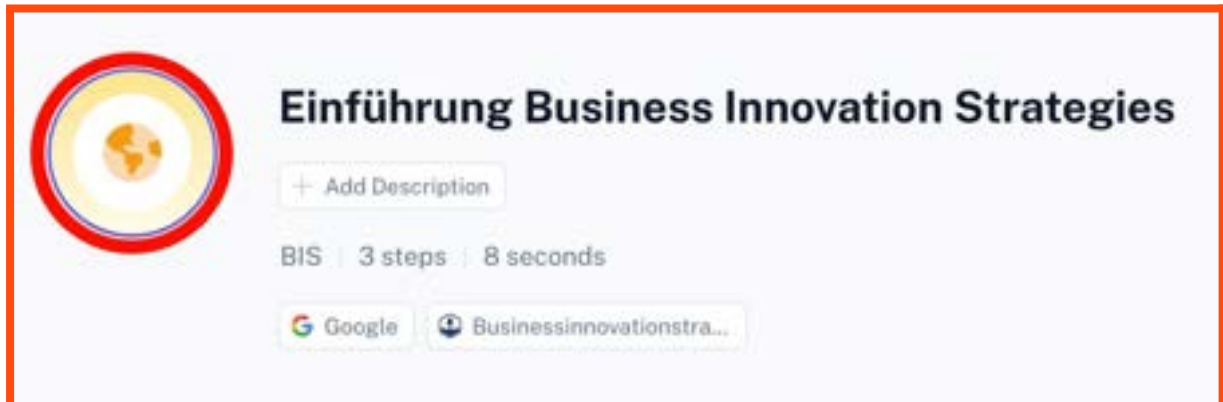 Einführung Business Innovation Strategies
+ Add Description
BIS | 3 steps | 8 seconds
Google Businessinnovationstra...